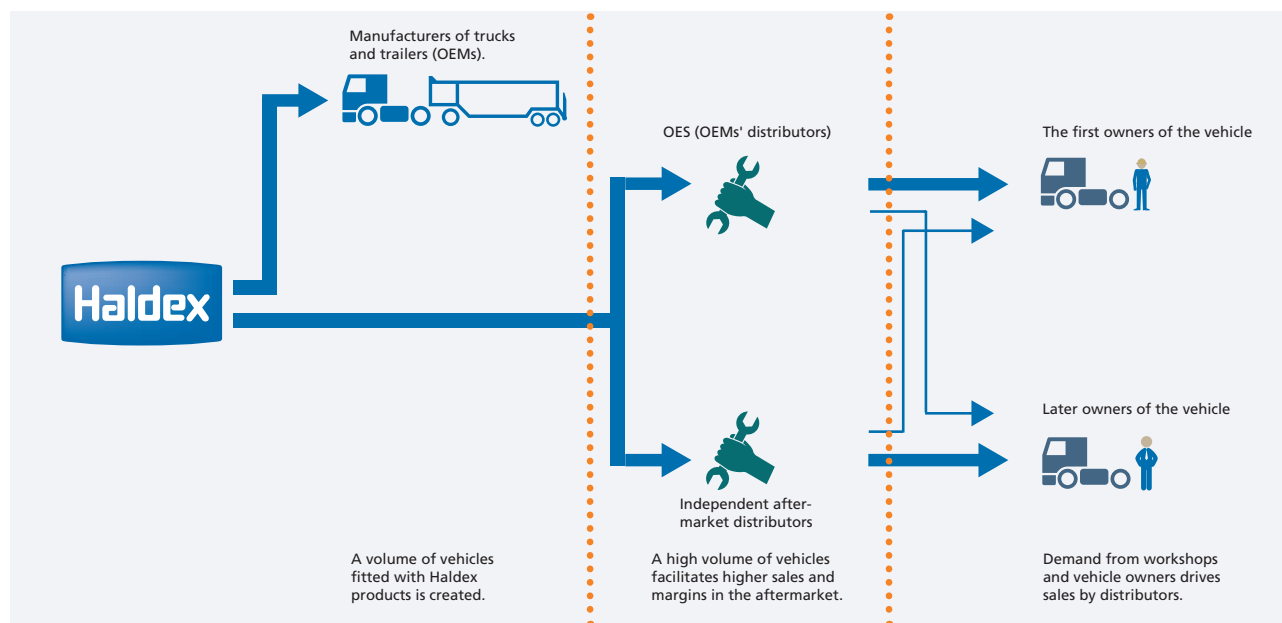 Manufacturers of trucks
and trailers (OEMs).
OES (OEMs' distributors)
The first owners of the vehicle
Haldex
Later owners of the vehicle
Independent after-
market distributors
A volume of vehicles
fitted with Haldex
products is created.
A high volume of vehicles
facilitates higher sales and
margins in the aftermarket.
Demand from workshops
and vehicle owners drives
sales by distributors.